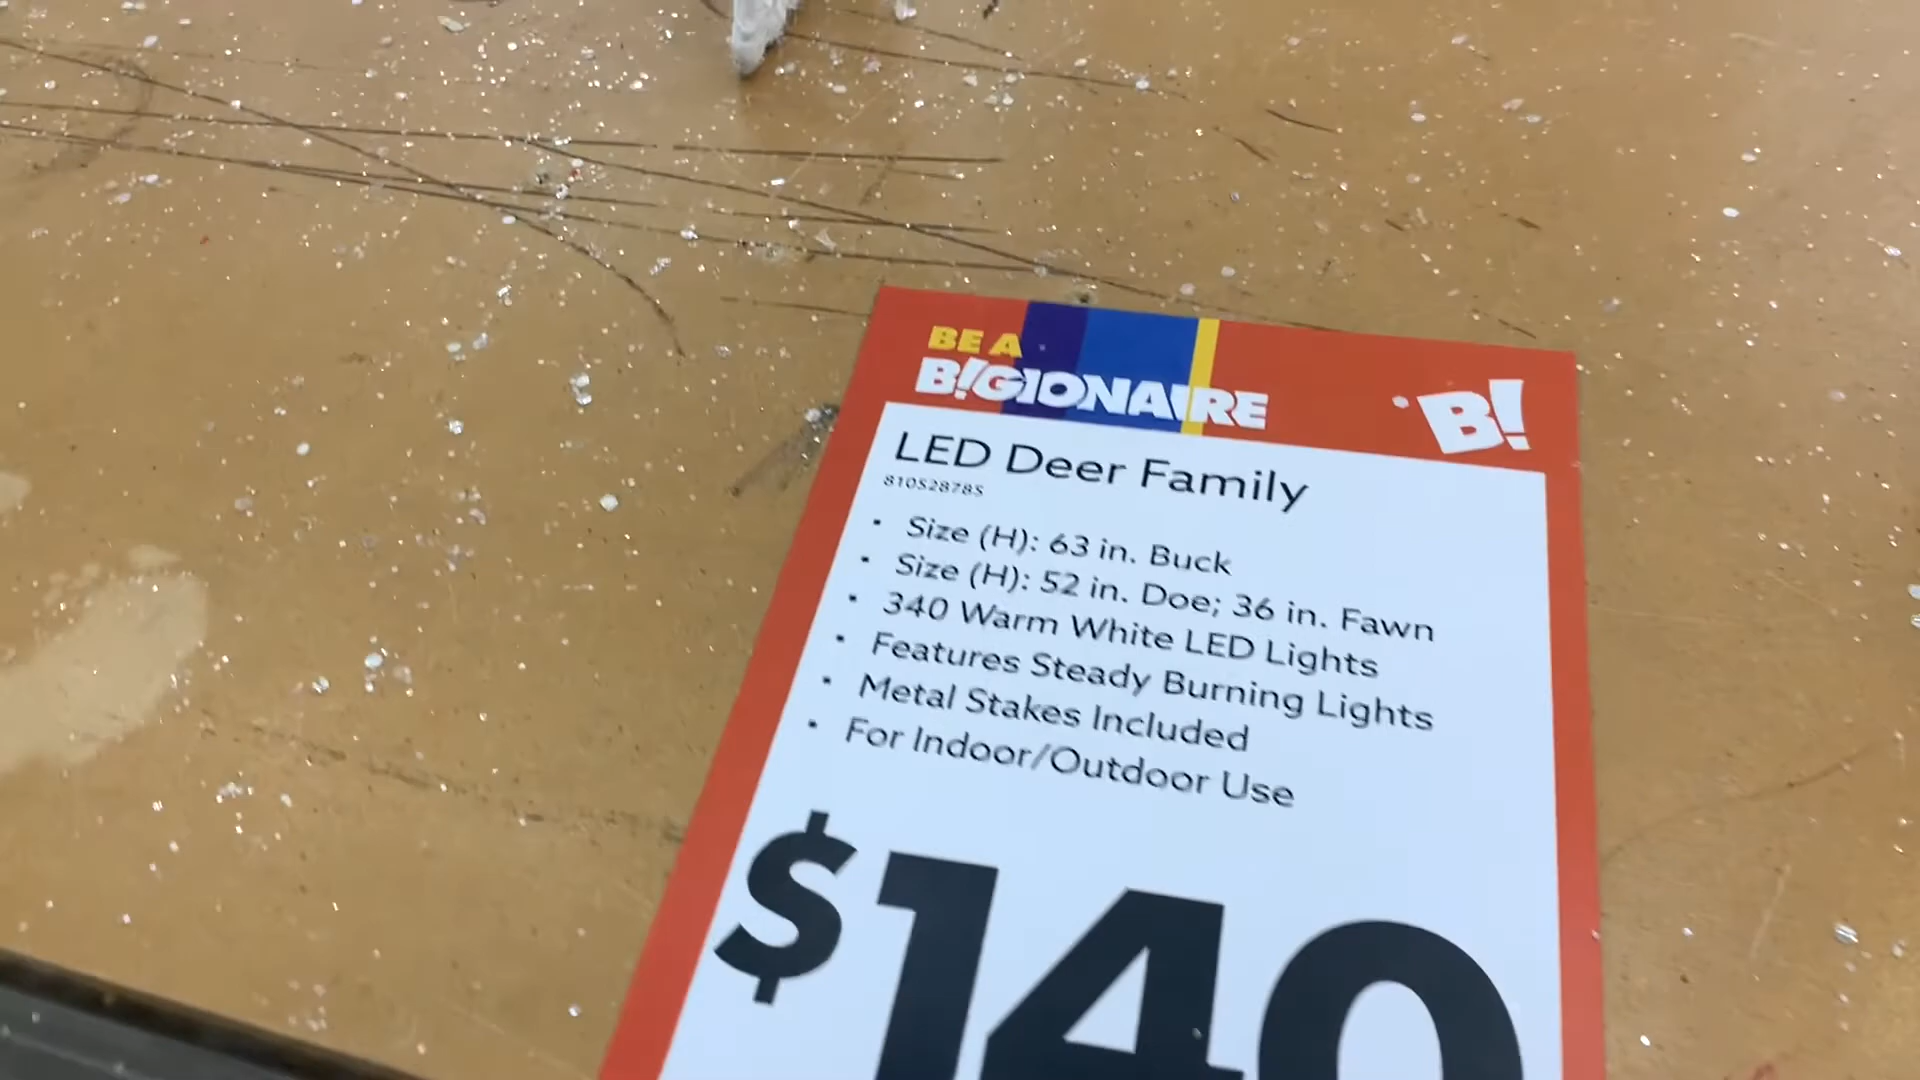 BE A
B!GIONAIRE
B!
LED Deer Family
810528785
• Size (H): 63 in. Buck
• Size (H): 52 in. Doe; 36 in. Fawn
• 340 Warm White LED Lights
• Features Steady Burning Lights
• Metal Stakes Included
• For Indoor/Outdoor Use
$140